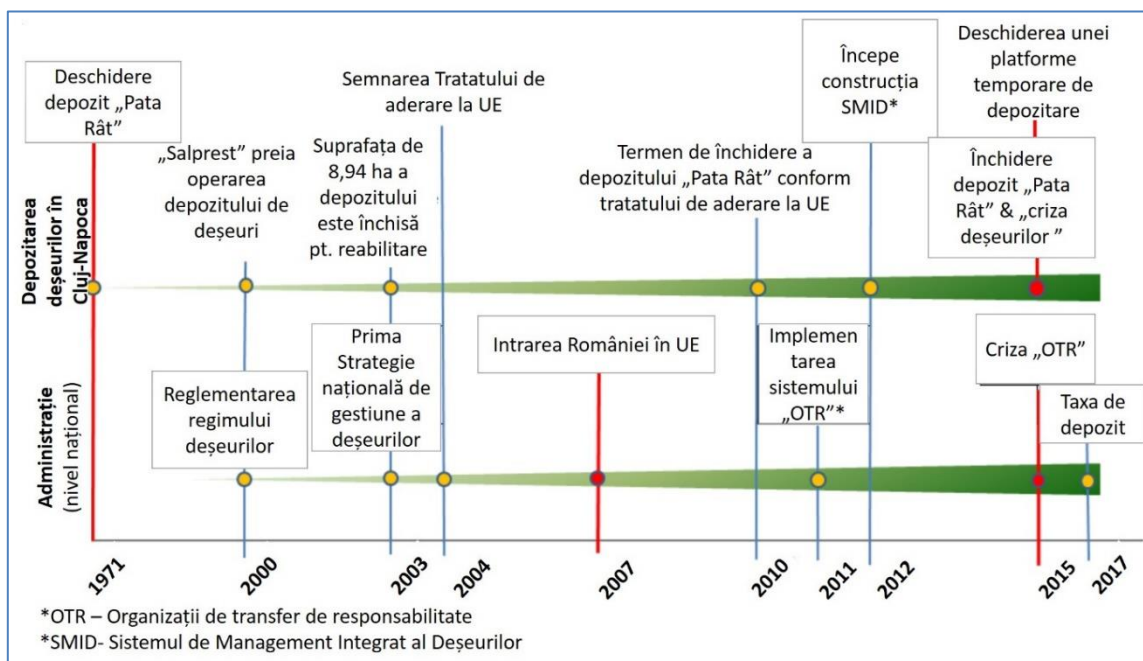 Deschidere
depozit „Pata
Rât”
„Salprest” preia
operarea
depozitului de
deșeuri
Suprafața de
8,94 ha a
depozitului
este închisă
pt. reabilitare
Semnarea Tratatului de
aderare la UE
Termen de închidere a
depozitului „Pata Rât” conform
tratatului de aderare la UE
Începe
construcția
SMID*
Deschiderea unei
platforme
temporare de
depozitare
Închidere
depozit „Pata
Rât” & „criza
deșeurilor ”
Depozitarea
deșeurilor în
Cluj-Napoca
Reglementarea
regimului
deșeurilor
Prima
Strategie
națională de
gestiune a
deșeurilor
Intrarea României în UE
Implemen
tarea
sistemului
„OTR”*
Criza „OTR”
Taxa de
depozit
Administrație
(nivel național)
1971
2000
2003
2004
2007
2010
2011
2012
2015
2017
*OTR – Organizații de transfer de responsabilitate
*SMID- Sistemul de Management Integrat al Deșeurilor